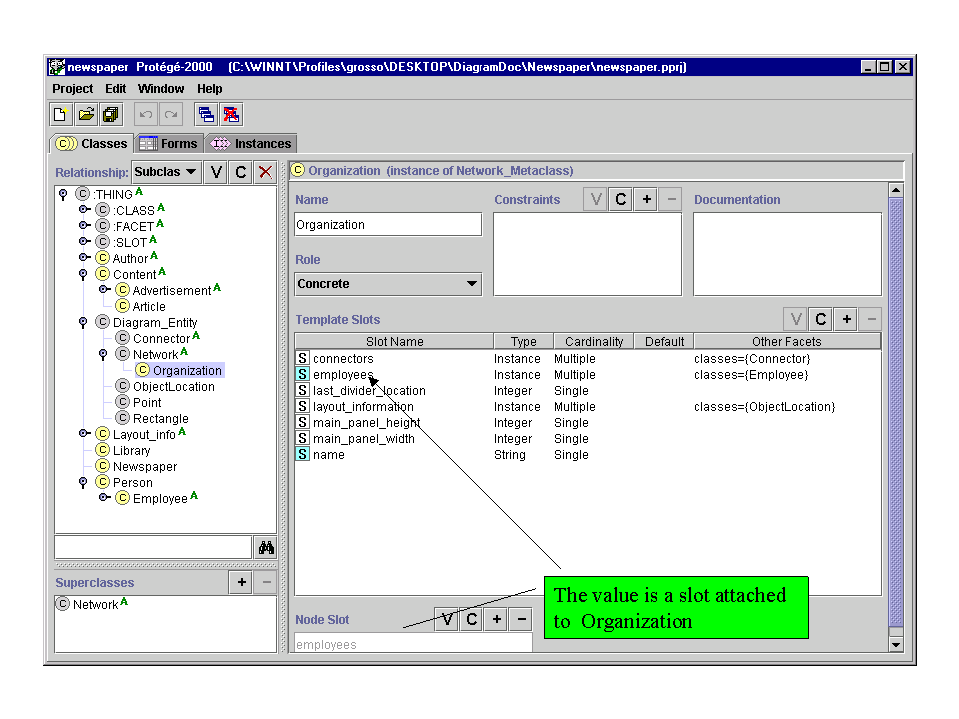 newspaper Protégé-2000 (C:\WINNT\Profiles\grosso\DESKTOP\DiagramDoc\Newspaper\newspaper.pprj)
Project Edit Window Help
Classes Forms Instances
Relationship: Subclas V C
:THING A
:CLASS A
:FACET A
:SLOT A
Author A
Content A
Advertisement A
Article
Diagram_Entity
Connector A
Network A
Organization
ObjectLocation
Point
Rectangle
Layout_info A
Library
Newspaper
Person
Employee A
Superclasses + −
Network A
Organization (instance of Network_Metaclass)
Name
Organization
Role
Concrete
Constraints V C + −
Documentation
Template Slots V C + −
Slot Name Type Cardinality Default Other Facets
S connectors Instance Multiple classes={Connector}
S employees Instance Multiple classes={Employee}
S last_divider_location Integer Single
S layout_information Instance Multiple classes={ObjectLocation}
S main_panel_height Integer Single
S main_panel_width Integer Single
S name String Single
Node Slot V C + −
employees
The value is a slot attached
to Organization